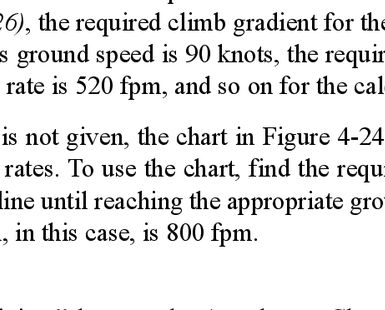 26), the required climb gradient for the
s ground speed is 90 knots, the requir
rate is 520 fpm, and so on for the calc
is not given, the chart in Figure 4-24
rates. To use the chart, find the requi
line until reaching the appropriate gro
, in this case, is 800 fpm.